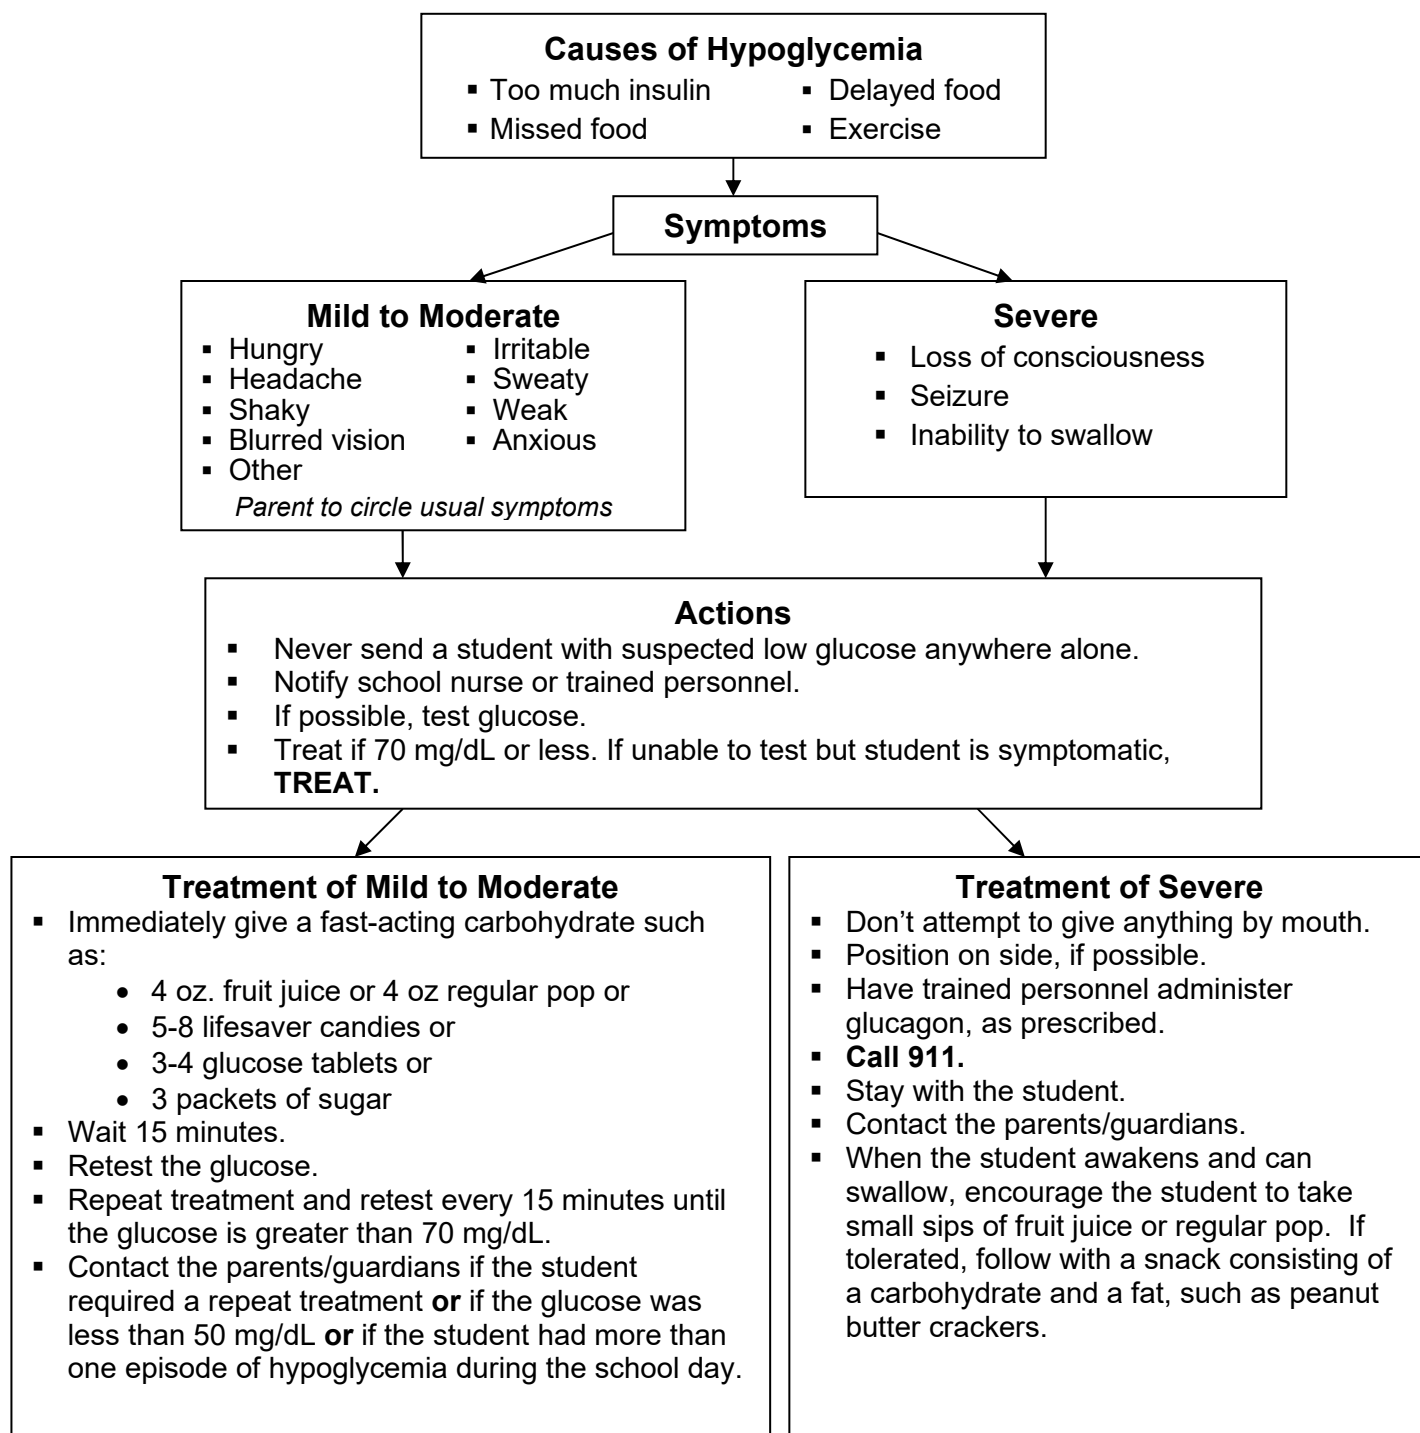 Causes of Hypoglycemia
▪ Too much insulin ▪ Delayed food
▪ Missed food ▪ Exercise
Symptoms
Mild to Moderate
▪ Hungry ▪ Irritable
▪ Headache ▪ Sweaty
▪ Shaky ▪ Weak
▪ Blurred vision ▪ Anxious
▪ Other
Parent to circle usual symptoms
Severe
▪ Loss of consciousness
▪ Seizure
▪ Inability to swallow
Actions
▪ Never send a student with suspected low glucose anywhere alone.
▪ Notify school nurse or trained personnel.
▪ If possible, test glucose.
▪ Treat if 70 mg/dL or less. If unable to test but student is symptomatic,
TREAT.
Treatment of Mild to Moderate
▪ Immediately give a fast-acting carbohydrate such
as:
• 4 oz. fruit juice or 4 oz regular pop or
• 5-8 lifesaver candies or
• 3-4 glucose tablets or
• 3 packets of sugar
▪ Wait 15 minutes.
▪ Retest the glucose.
▪ Repeat treatment and retest every 15 minutes until
the glucose is greater than 70 mg/dL.
▪ Contact the parents/guardians if the student
required a repeat treatment or if the glucose was
less than 50 mg/dL or if the student had more than
one episode of hypoglycemia during the school day.
Treatment of Severe
▪ Don’t attempt to give anything by mouth.
▪ Position on side, if possible.
▪ Have trained personnel administer
glucagon, as prescribed.
▪ Call 911.
▪ Stay with the student.
▪ Contact the parents/guardians.
▪ When the student awakens and can
swallow, encourage the student to take
small sips of fruit juice or regular pop.  If
tolerated, follow with a snack consisting of
a carbohydrate and a fat, such as peanut
butter crackers.